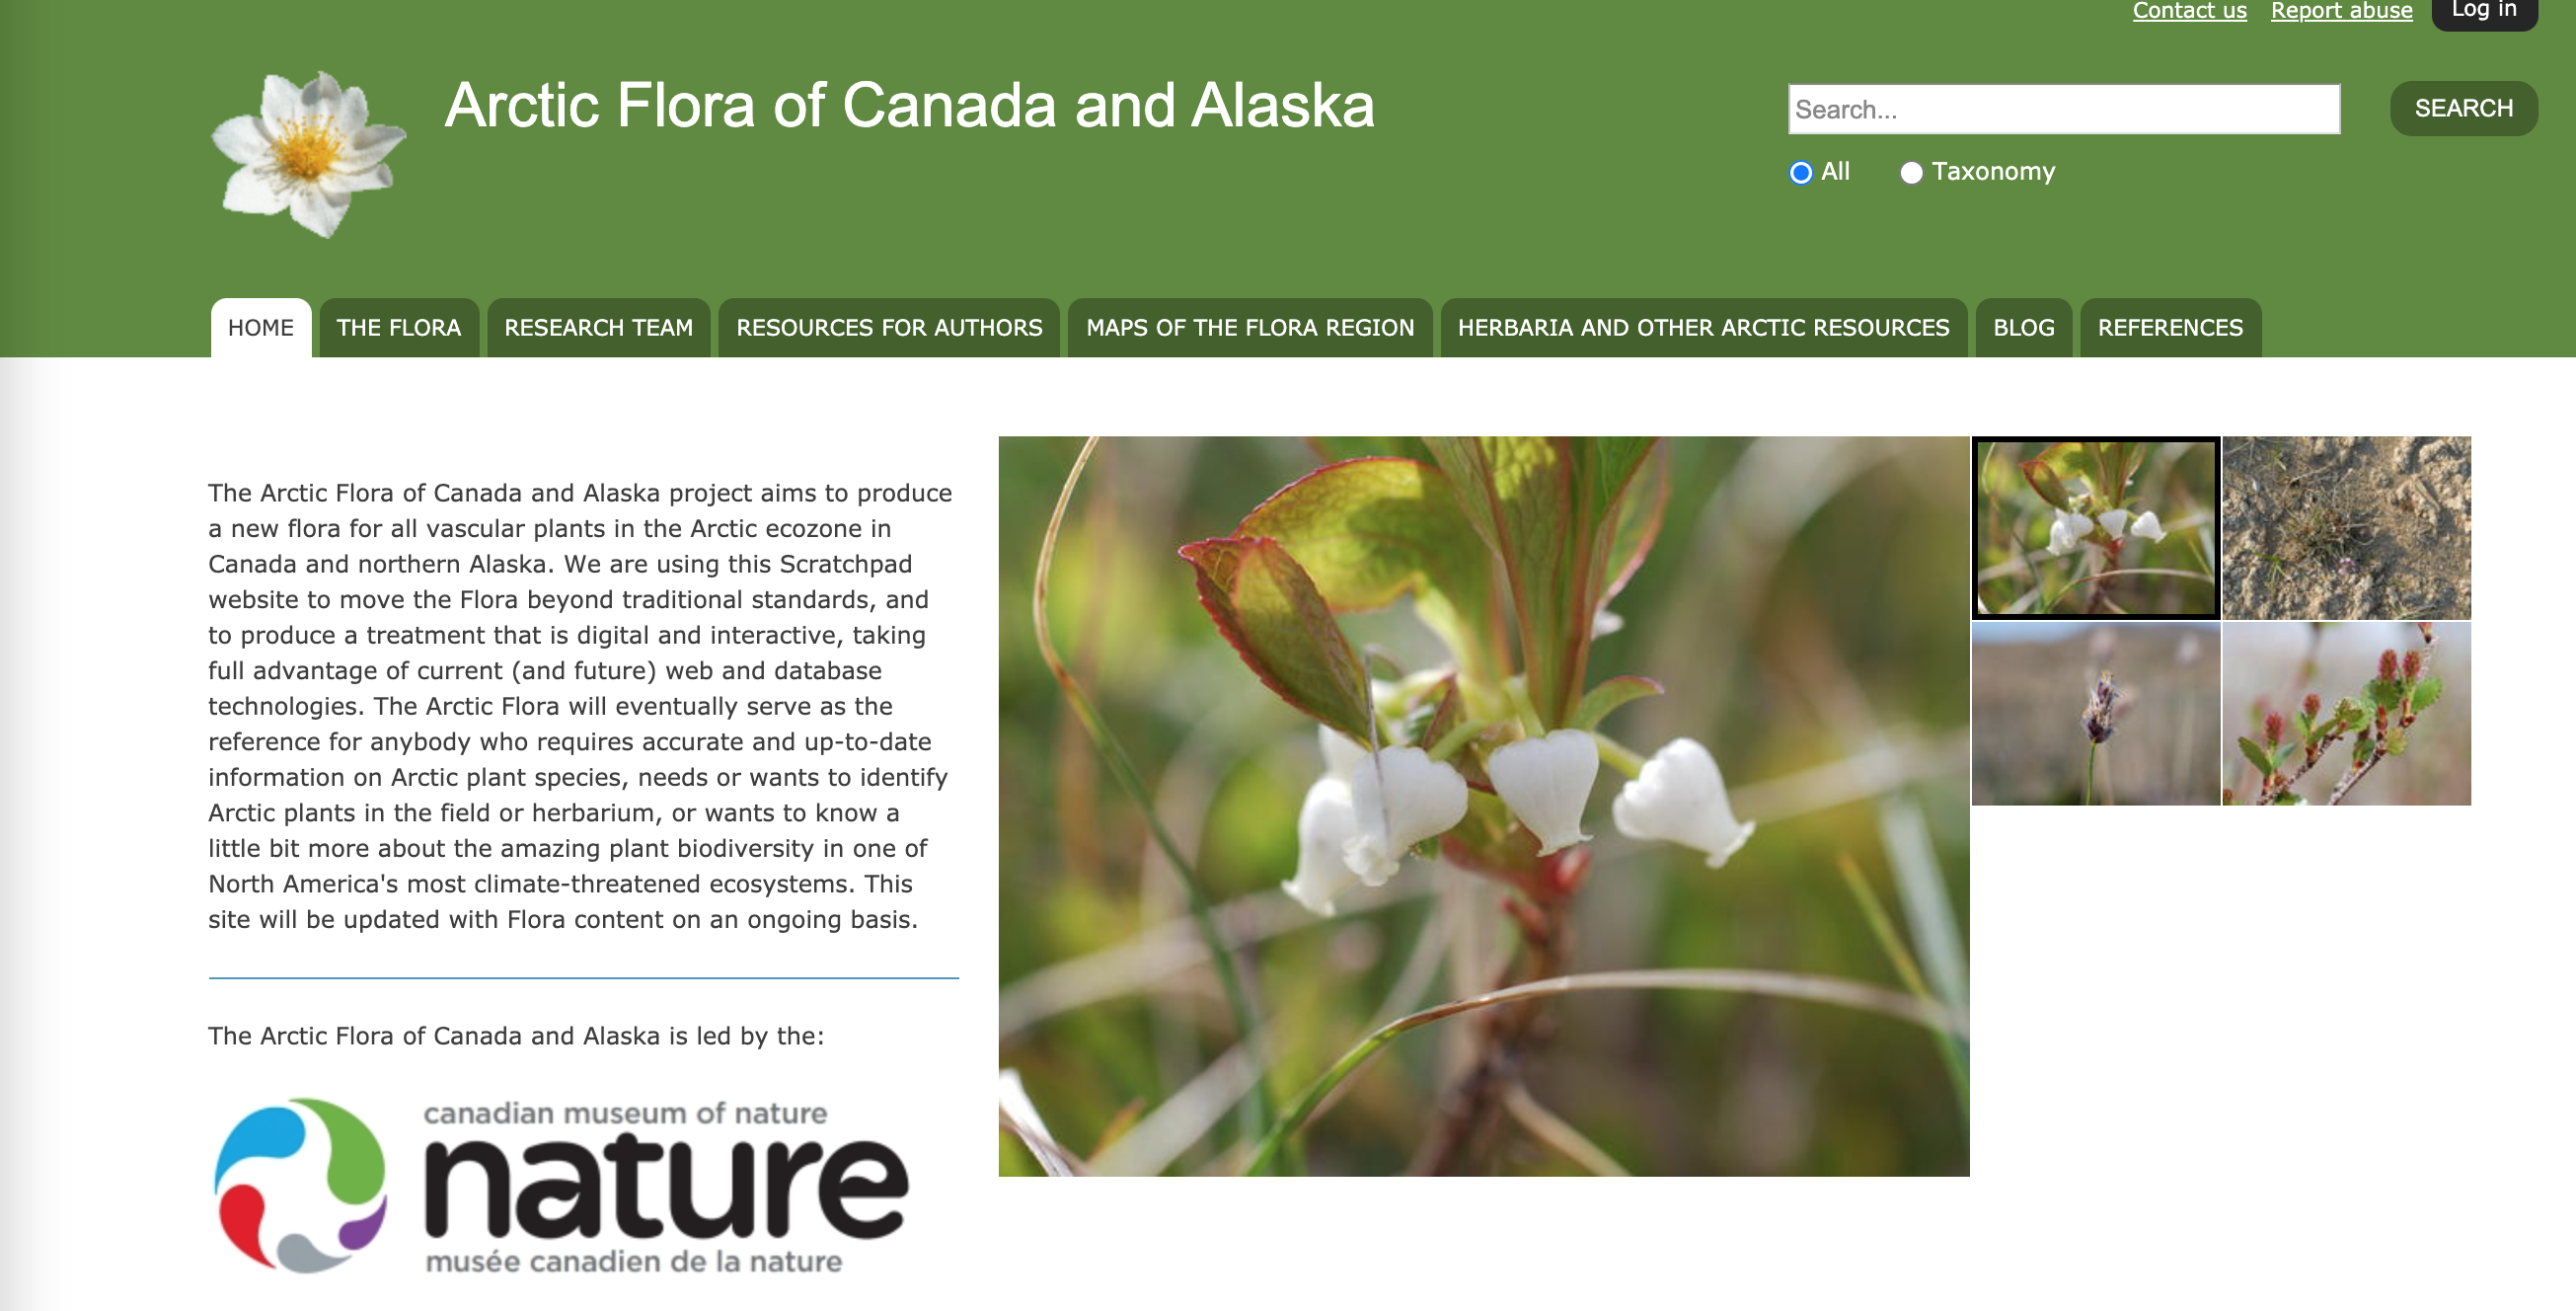 Contact us Report abuse Log in
Arctic Flora of Canada and Alaska
Search...
SEARCH
All Taxonomy
HOME THE FLORA RESEARCH TEAM RESOURCES FOR AUTHORS MAPS OF THE FLORA REGION HERBARIA AND OTHER ARCTIC RESOURCES BLOG REFERENCES
The Arctic Flora of Canada and Alaska project aims to produce
a new flora for all vascular plants in the Arctic ecozone in
Canada and northern Alaska. We are using this Scratchpad
website to move the Flora beyond traditional standards, and
to produce a treatment that is digital and interactive, taking
full advantage of current (and future) web and database
technologies. The Arctic Flora will eventually serve as the
reference for anybody who requires accurate and up-to-date
information on Arctic plant species, needs or wants to identify
Arctic plants in the field or herbarium, or wants to know a
little bit more about the amazing plant biodiversity in one of
North America's most climate-threatened ecosystems. This
site will be updated with Flora content on an ongoing basis.
The Arctic Flora of Canada and Alaska is led by the:
canadian museum of nature
nature
musée canadien de la nature